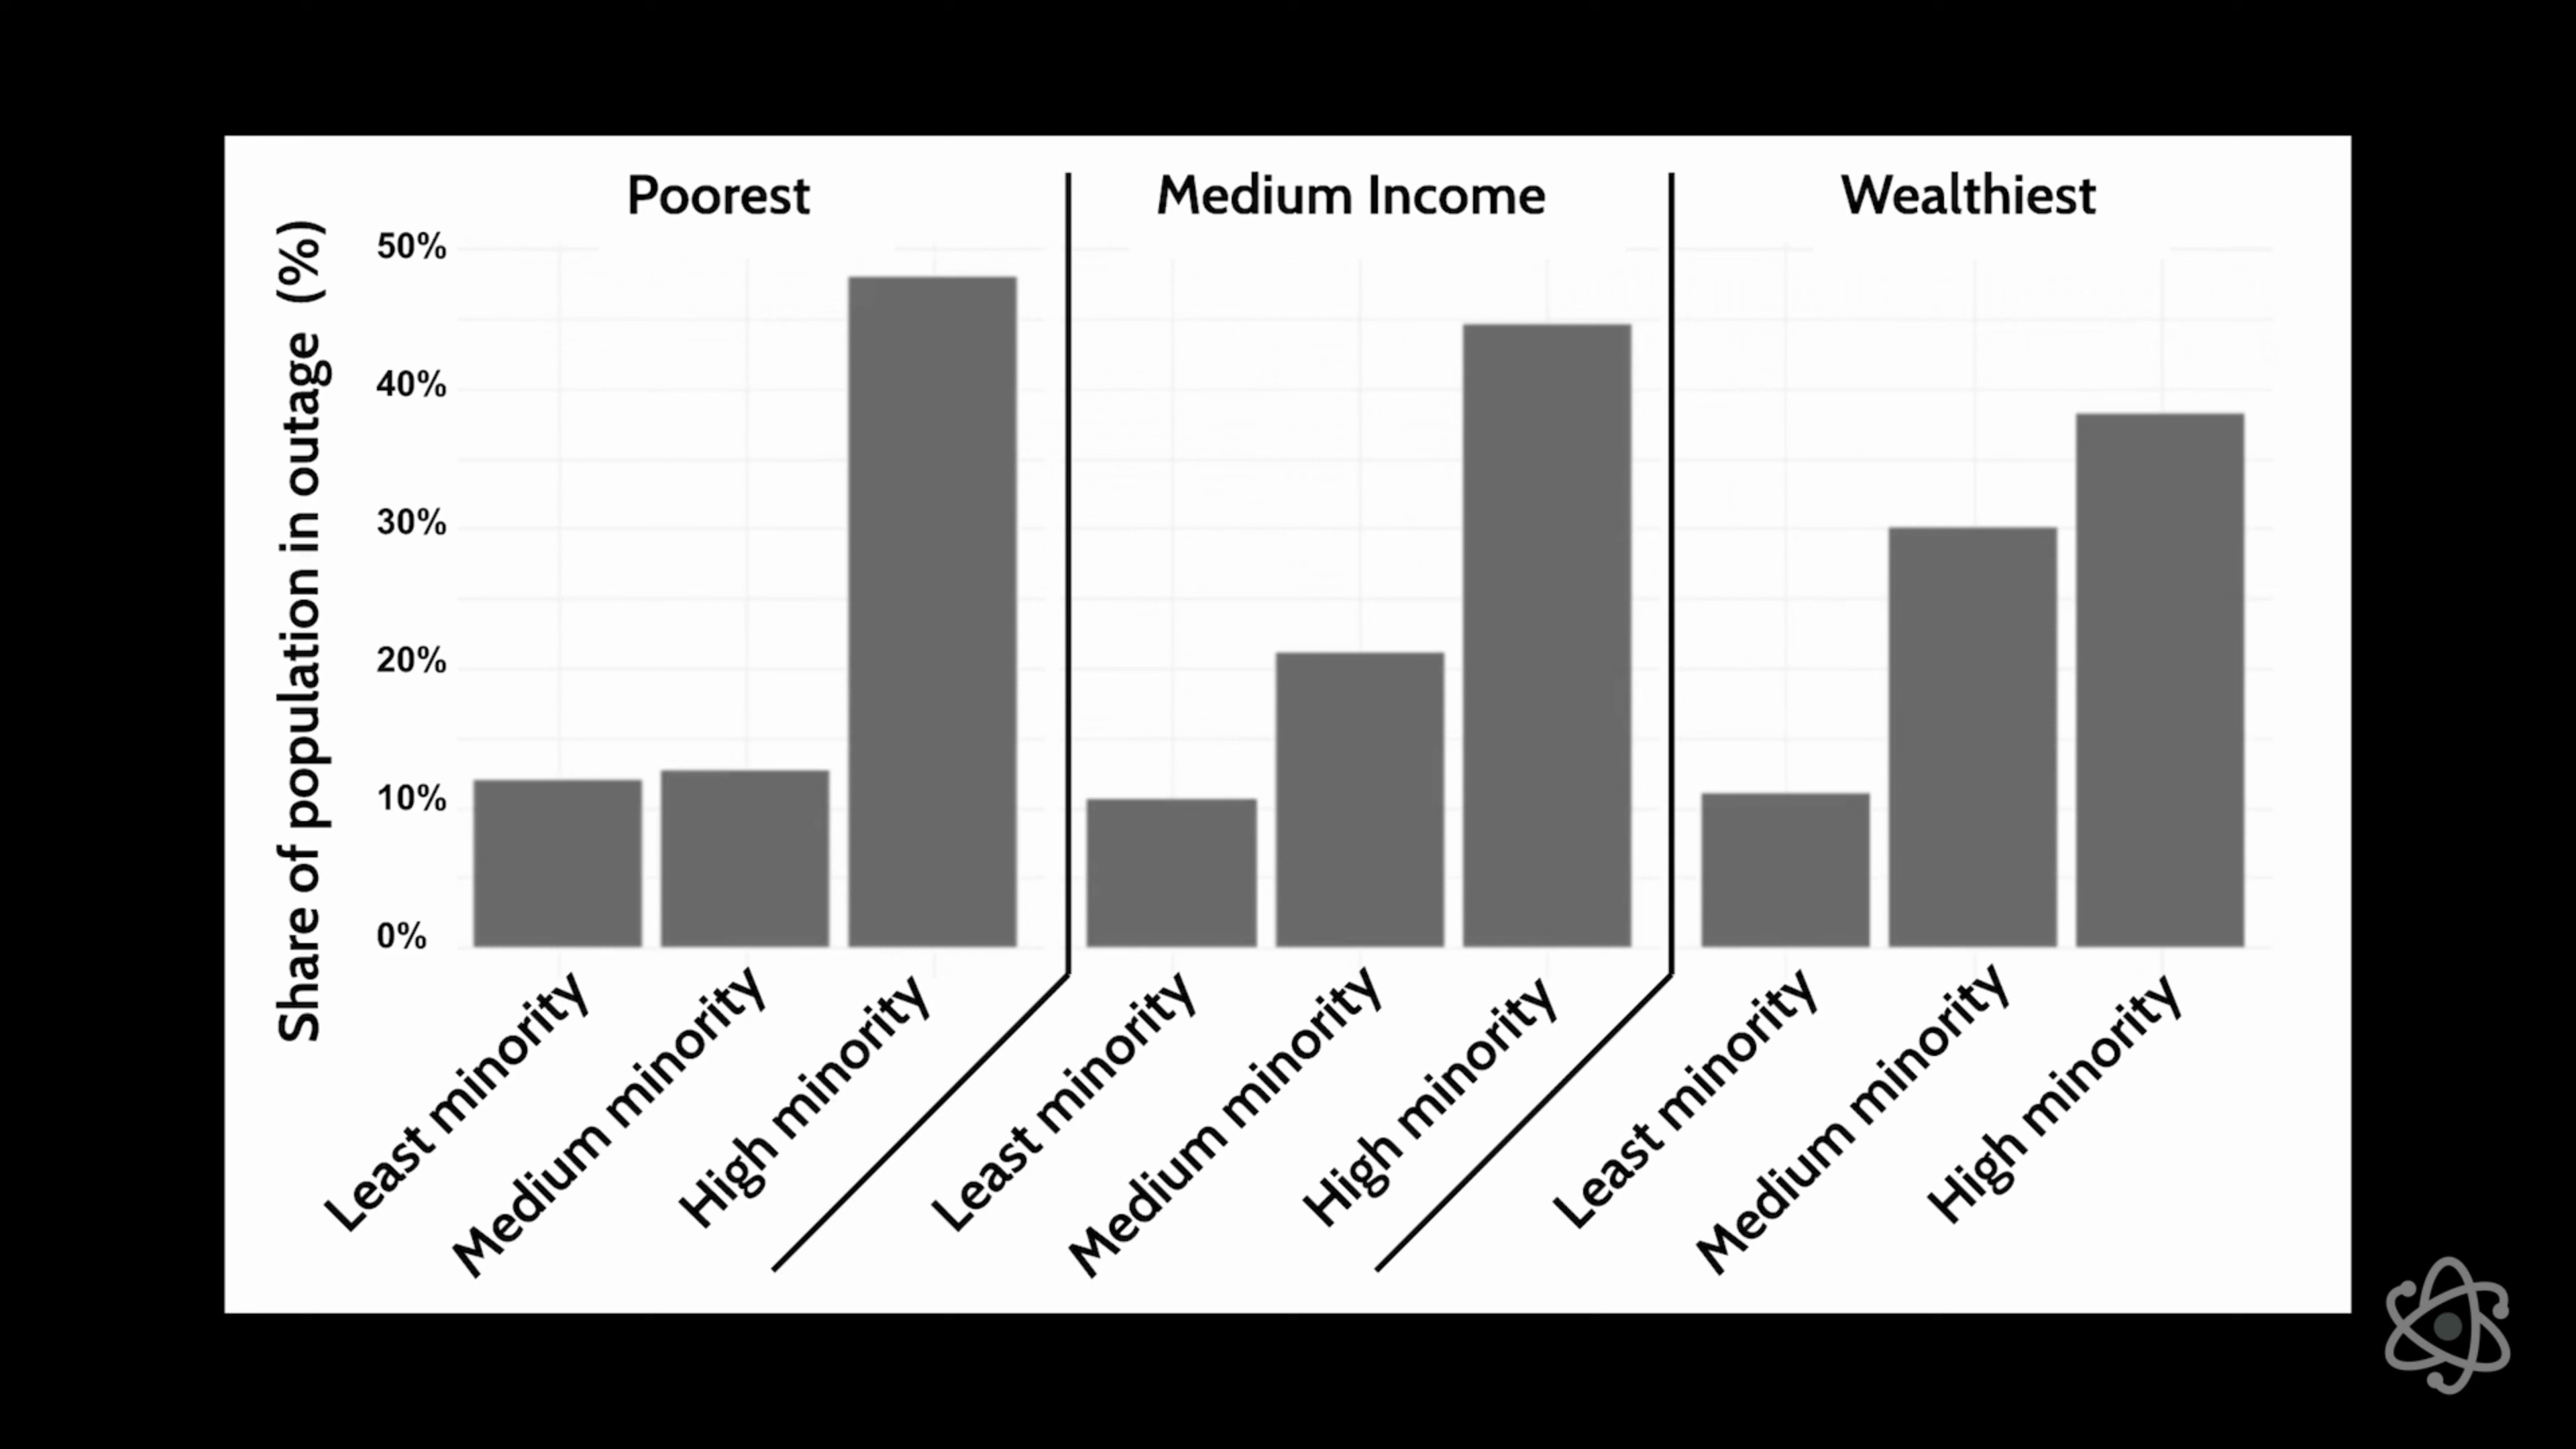 Poorest
Medium Income
Wealthiest
Share of population in outage (%)
50%
40%
30%
20%
10%
0%
Least minority
Medium minority
High minority
Least minority
Medium minority
High minority
Least minority
Medium minority
High minority